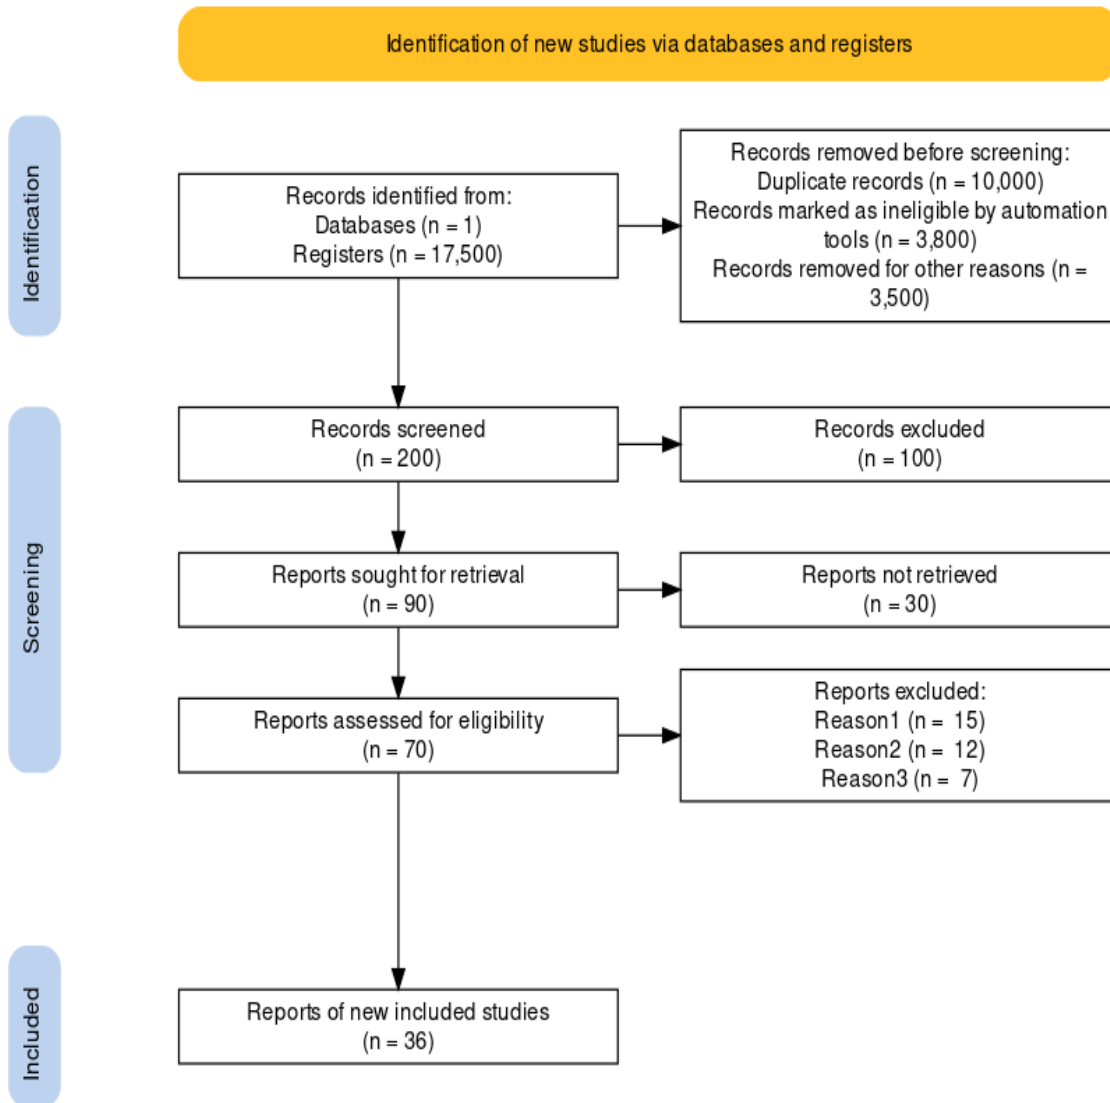 Identification of new studies via databases and registers
Identification
Records identified from:
Databases (n = 1)
Registers (n = 17,500)
Records removed before screening:
Duplicate records (n = 10,000)
Records marked as ineligible by automation
tools (n = 3,800)
Records removed for other reasons (n =
3,500)
Screening
Records screened
(n = 200)
Records excluded
(n = 100)
Reports sought for retrieval
(n = 90)
Reports not retrieved
(n = 30)
Reports assessed for eligibility
(n = 70)
Reports excluded:
Reason1 (n = 15)
Reason2 (n = 12)
Reason3 (n = 7)
Included
Reports of new included studies
(n = 36)